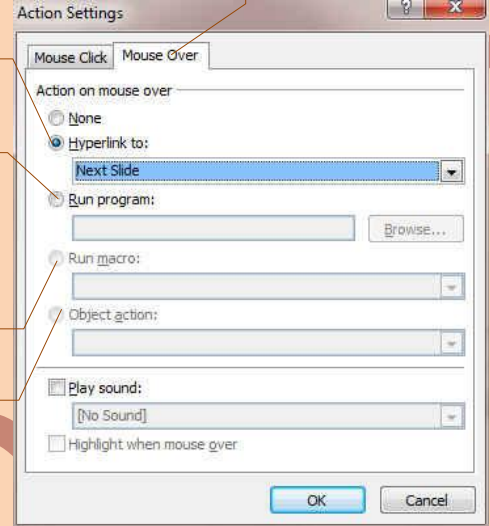 Action Settings
? X
Mouse Click Mouse Over
Action on mouse over
None
Hyperlink to:
Next Slide
Run program:
Browse...
Run macro:
Object action:
Play sound:
[No Sound]
Highlight when mouse over
OK Cancel